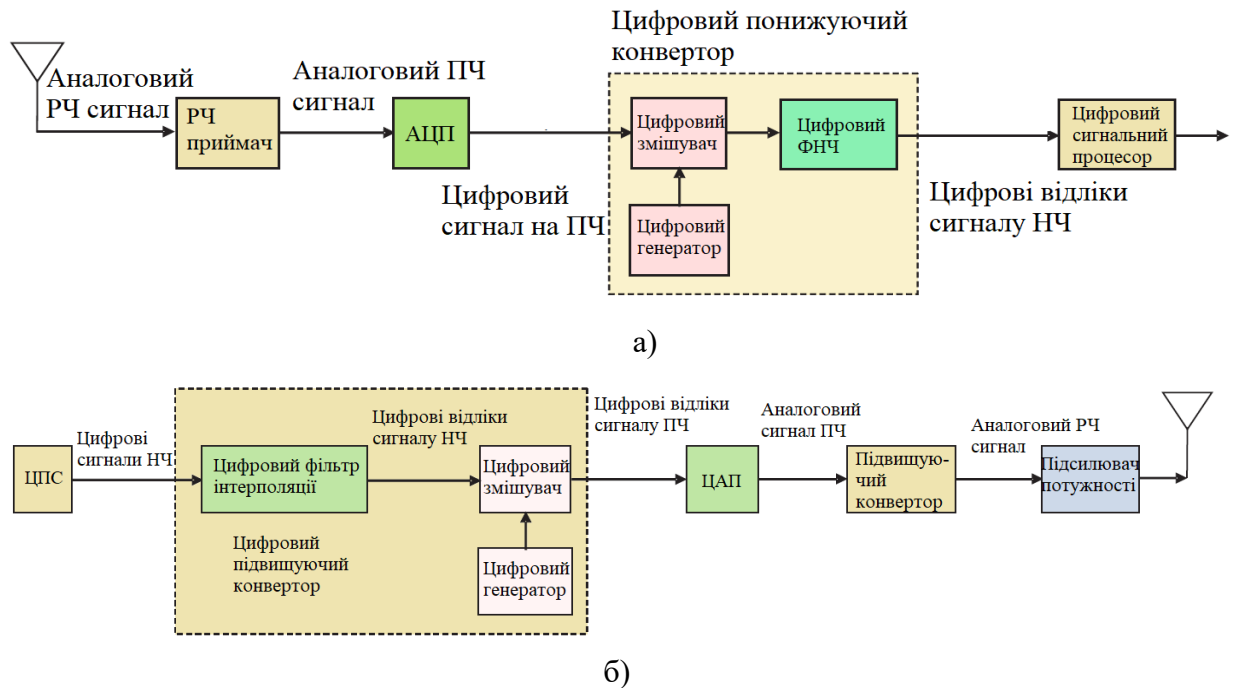 Цифровий понижуючий
конвертор
Аналоговий
РЧ сигнал
Аналоговий ПЧ
сигнал
РЧ
приймач
АЦП
Цифровий
змішувач
Цифровий
ФНЧ
Цифровий
сигнальний
процесор
Цифровий
сигнал на ПЧ
Цифровий
генератор
Цифрові відліки
сигналу НЧ
а)
Цифрові
сигнали НЧ
Цифрові відліки
сигналу НЧ
Цифрові відліки
сигналу ПЧ
Аналоговий
сигнал ПЧ
Аналоговий РЧ
сигнал
ЦПС
Цифровий фільтр
інтерполяції
Цифровий
змішувач
ЦАП
Підвищую-
чий
конвертор
Підсилювач
потужності
Цифровий
підвищуючий
конвертор
Цифровий
генератор
б)